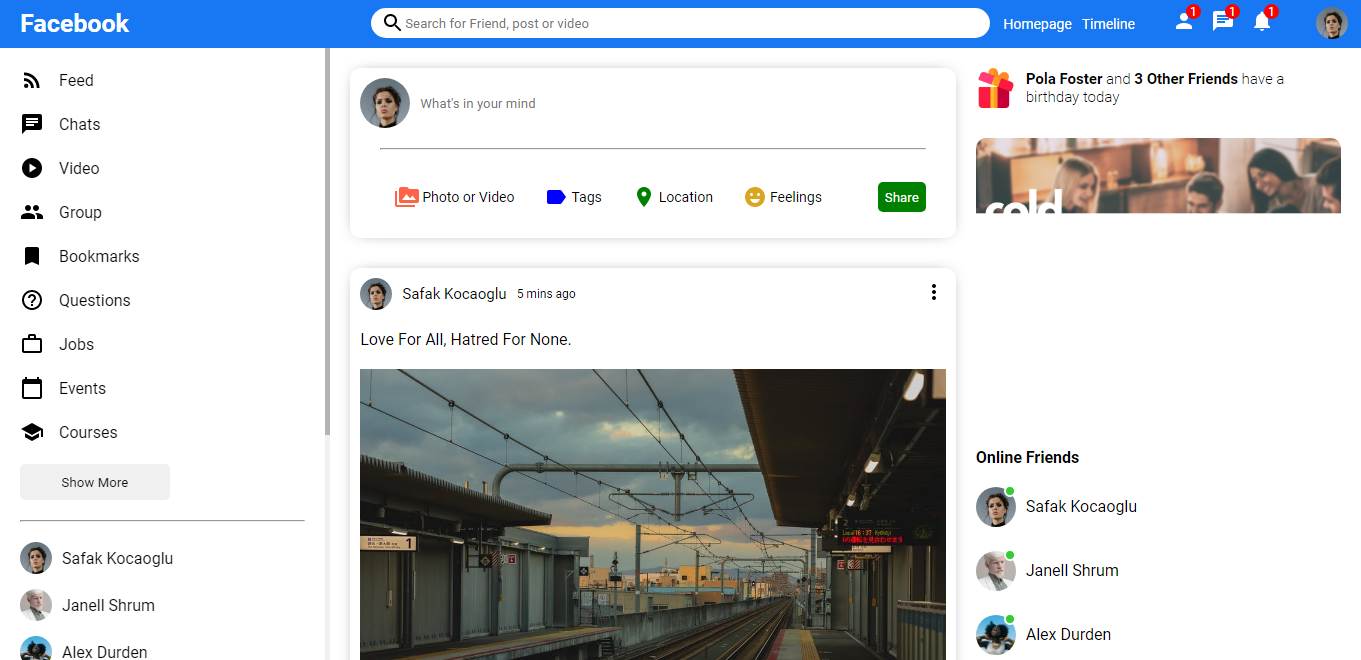 Facebook
Search for Friend, post or video
Homepage Timeline
1
1
1
Feed
Chats
Video
Group
Bookmarks
Questions
Jobs
Events
Courses
Show More
Safak Kocaoglu
Janell Shrum
Alex Durden
What's in your mind
Photo or Video
Tags
Location
Feelings
Share
Safak Kocaoglu 5 mins ago
Love For All, Hatred For None.
1
2
Pola Foster and 3 Other Friends have a
birthday today
cold
Online Friends
Safak Kocaoglu
Janell Shrum
Alex Durden